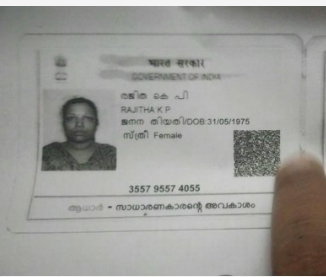 भारत सरकार
GOVERNMENT OF INDIA
രജിത കെ പി
RAJITHA K P
ജനന തിയതി/DOB:31/05/1975
സ്ത്രീ Female
3557 9557 4055
ആധാർ - സാധാരണകാരന്റെ അവകാശം